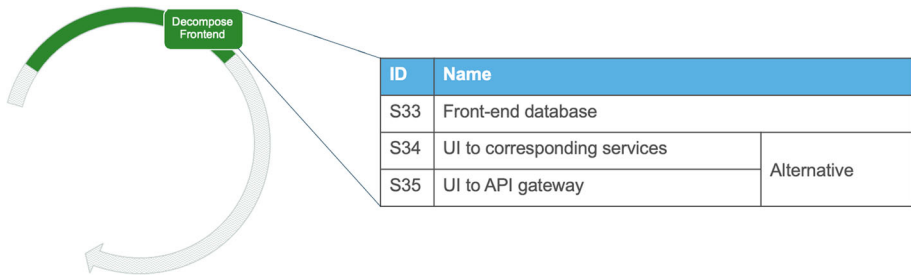 Decompose
Frontend
ID Name
S33 Front-end database
S34 UI to corresponding services
Alternative
S35 UI to API gateway